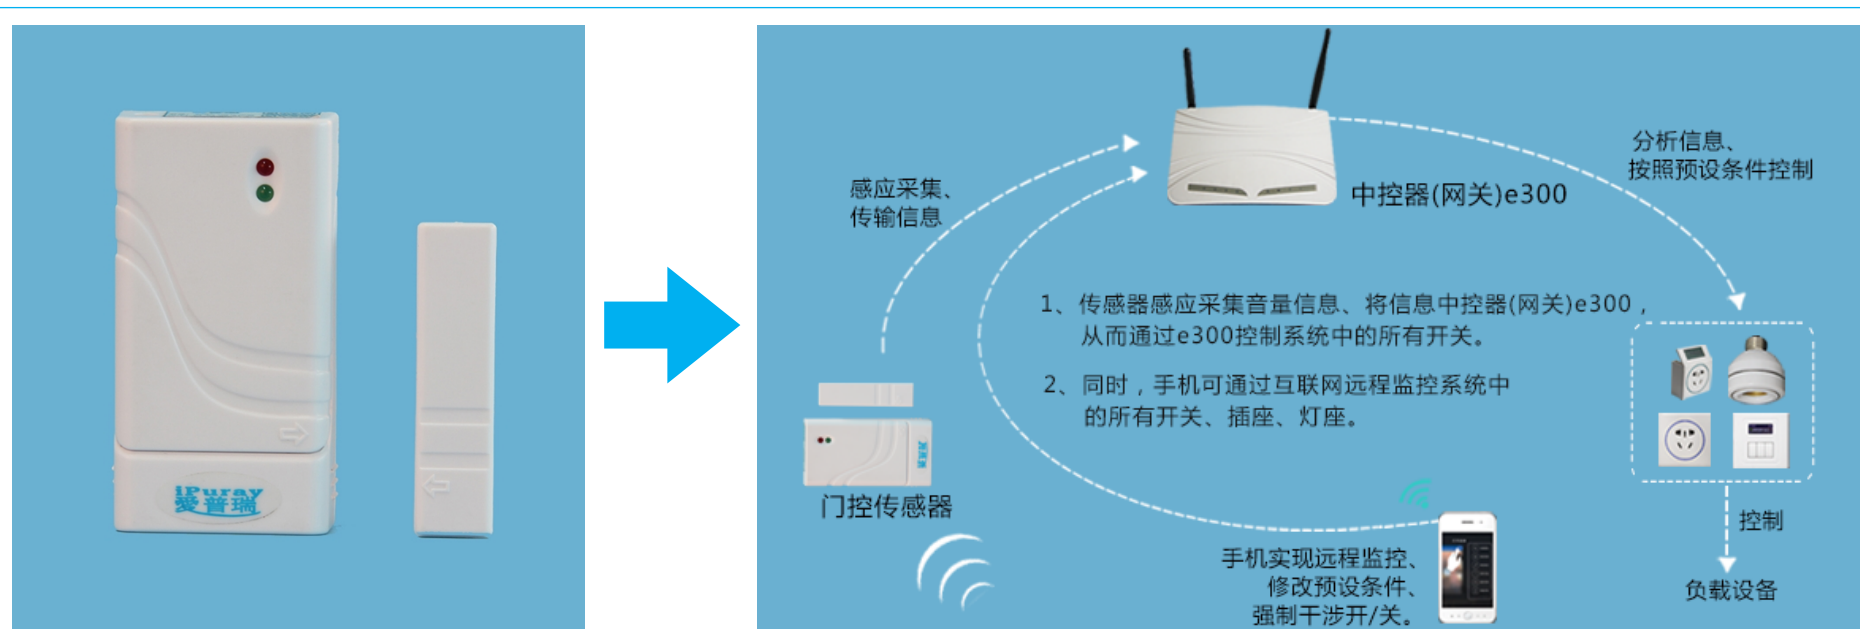 iPuray
爱普瑞
感应采集、
传输信息
中控器(网关)e300
分析信息、
按照预设条件控制
1、传感器感应采集音量信息、将信息中控器(网关)e300，
从而通过e300控制系统中的所有开关。
2、同时，手机可通过互联网远程监控系统中
的所有开关、插座、灯座。
门控传感器
手机实现远程监控、
修改预设条件、
强制干涉开/关。
控制
负载设备